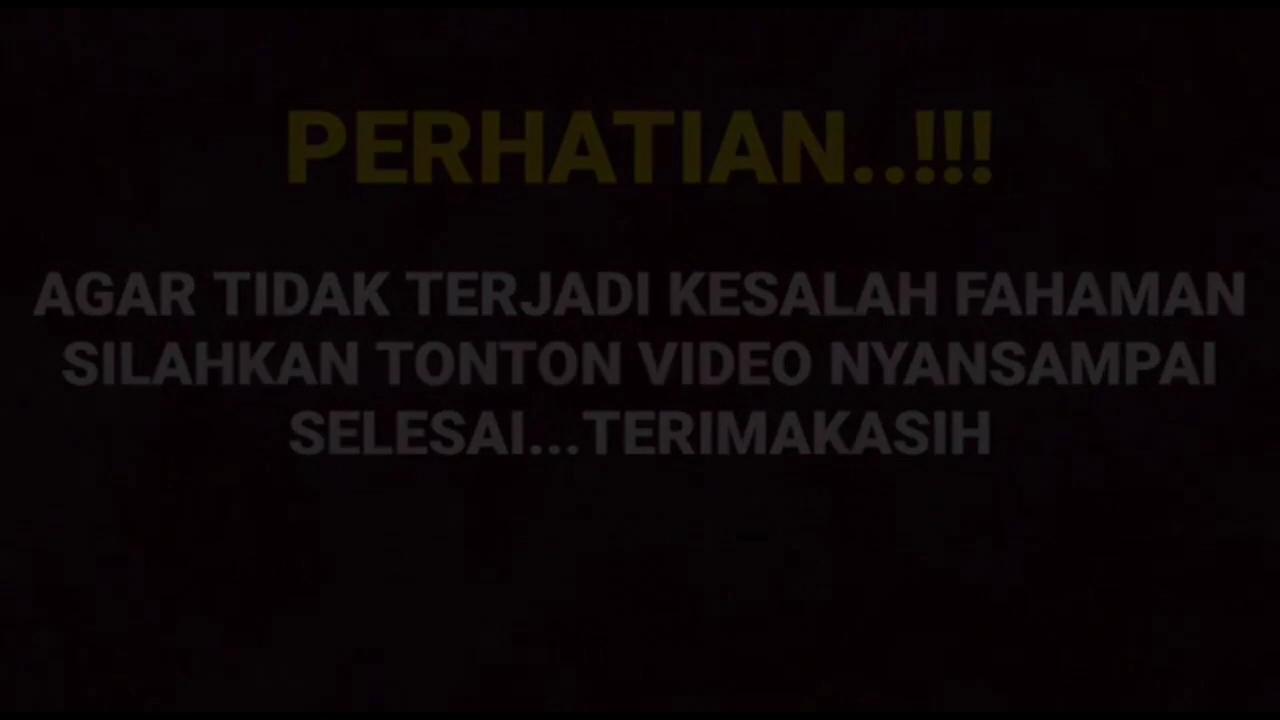 PERHATIAN..!!!
AGAR TIDAK TERJADI KESALAH FAHAMAN
SILAHKAN TONTON VIDEO NYANSAMPAI
SELESAI...TERIMAKASIH